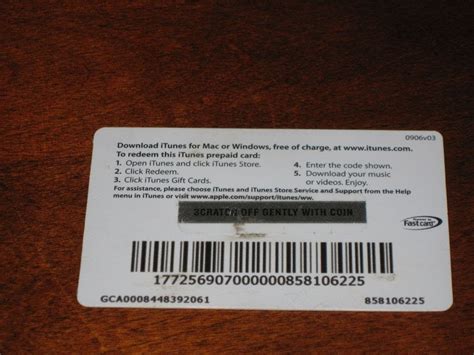 0906v03
Download iTunes for Mac or Windows, free of charge, at www.itunes.com.
To redeem this iTunes prepaid card:
1. Open iTunes and click iTunes Store.
2. Click Redeem.
3. Click iTunes Gift Cards.
4. Enter the code shown.
5. Download your music
or videos. Enjoy.
For assistance, please choose iTunes and iTunes Store Service and Support from the Help
menu in iTunes or visit www.apple.com/support/itunes/ww.
SCRATCH OFF GENTLY WITH COIN
Fastcard
1772569070000000858106225
GCA0008448392061
858106225